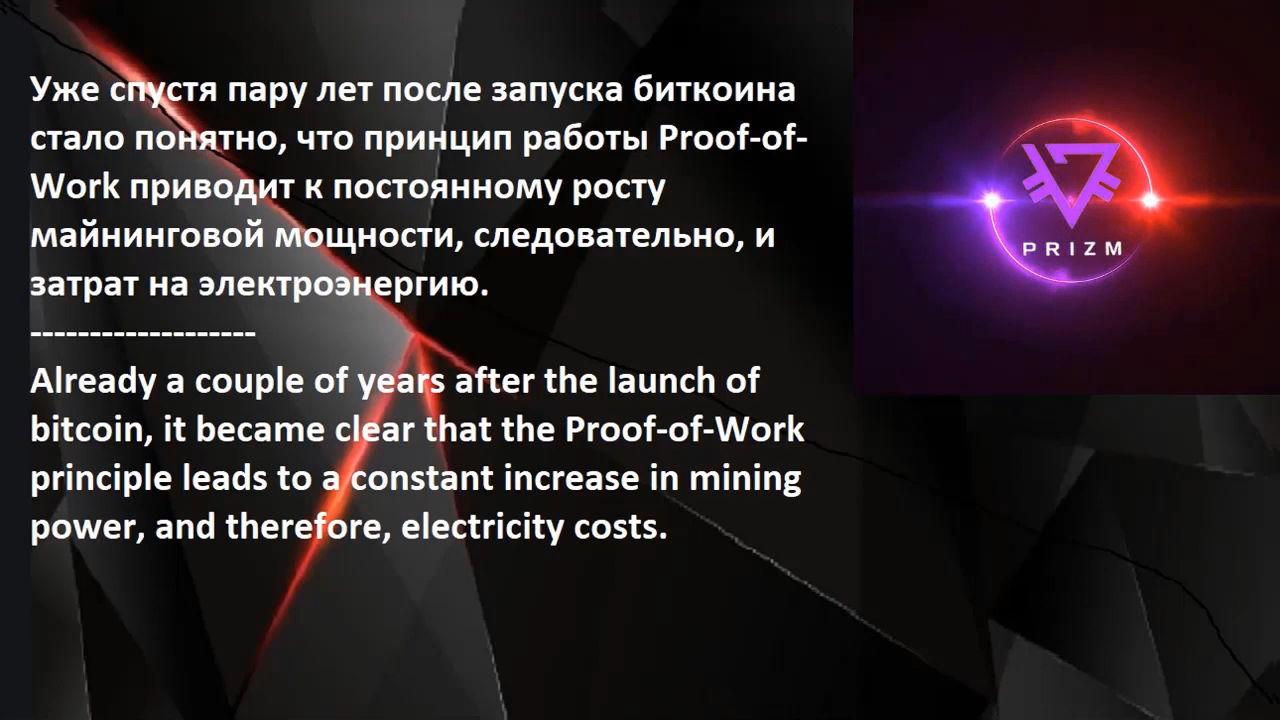 Уже спустя пару лет после запуска биткоина
стало понятно, что принцип работы Proof-of-
Work приводит к постоянному росту
майнинговой мощности, следовательно, и
затрат на электроэнергию.
-------------------
Already a couple of years after the launch of
bitcoin, it became clear that the Proof-of-Work
principle leads to a constant increase in mining
power, and therefore, electricity costs.
PRIZM